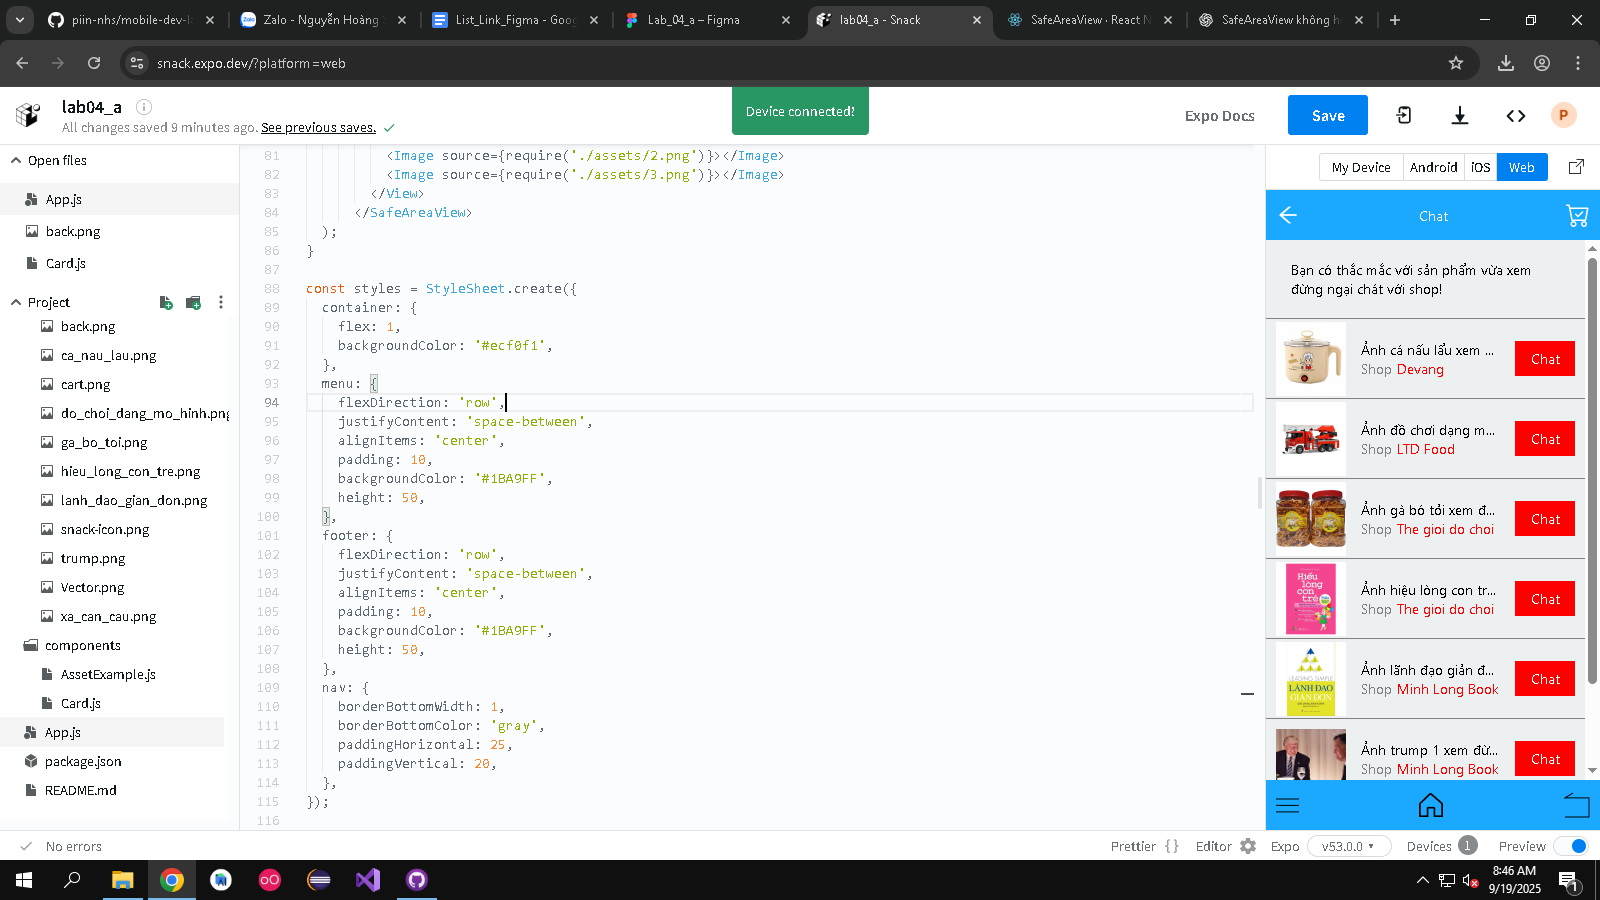 piin-nhs/mobile-dev-la
Zalo - Nguyễn Hoàng
List_Link_Figma - Goog
Lab_04_a – Figma
lab04_a - Snack
SafeAreaView · React N
SafeAreaView không h
snack.expo.dev/?platform=web
lab04_a
All changes saved 9 minutes ago. See previous saves.
Device connected!
Expo Docs
Save
P
Open files
App.js
back.png
Card.js
Project
back.png
ca_nau_lau.png
cart.png
do_choi_dang_mo_hinh.png
ga_bo_toi.png
hieu_long_con_tre.png
lanh_dao_gian_don.png
snack-icon.png
trump.png
Vector.png
xa_can_cau.png
components
AssetExample.js
Card.js
App.js
package.json
README.md
81 <Image source={require('./assets/2.png')}></Image>
82 <Image source={require('./assets/3.png')}></Image>
83 </View>
84 </SafeAreaView>
85 );
86 }
87
88 const styles = StyleSheet.create({
89 container: {
90 flex: 1,
91 backgroundColor: '#ecf0f1',
92 },
93 menu: {
94 flexDirection: 'row',
95 justifyContent: 'space-between',
96 alignItems: 'center',
97 padding: 10,
98 backgroundColor: '#1BA9FF',
99 height: 50,
100 },
101 footer: {
102 flexDirection: 'row',
103 justifyContent: 'space-between',
104 alignItems: 'center',
105 padding: 10,
106 backgroundColor: '#1BA9FF',
107 height: 50,
108 },
109 nav: {
110 borderBottomWidth: 1,
111 borderBottomColor: 'gray',
112 paddingHorizontal: 25,
113 paddingVertical: 20,
114 },
115 });
116
My Device
Android
iOS
Web
Chat
Bạn có thắc mắc với sản phẩm vừa xem
đừng ngại chát với shop!
Ảnh cá nấu lẩu xem ...
Shop Devang
Chat
Ảnh đồ chơi dạng m...
Shop LTD Food
Chat
Ảnh gà bó tỏi xem đ...
Shop The gioi do choi
Chat
Hiểu
lòng
con
trẻ
Ảnh hiệu lòng con tr...
Shop The gioi do choi
Chat
LEADING SIMPLE
LÃNH ĐẠO
GIẢN ĐƠN
Ảnh lãnh đạo giản đ...
Shop Minh Long Book
Chat
Ảnh trump 1 xem đừ...
Shop Minh Long Book
Chat
No errors
Prettier {}
Editor
Expo
v53.0.0
Devices 1
Preview
8:46 AM
9/19/2025
1